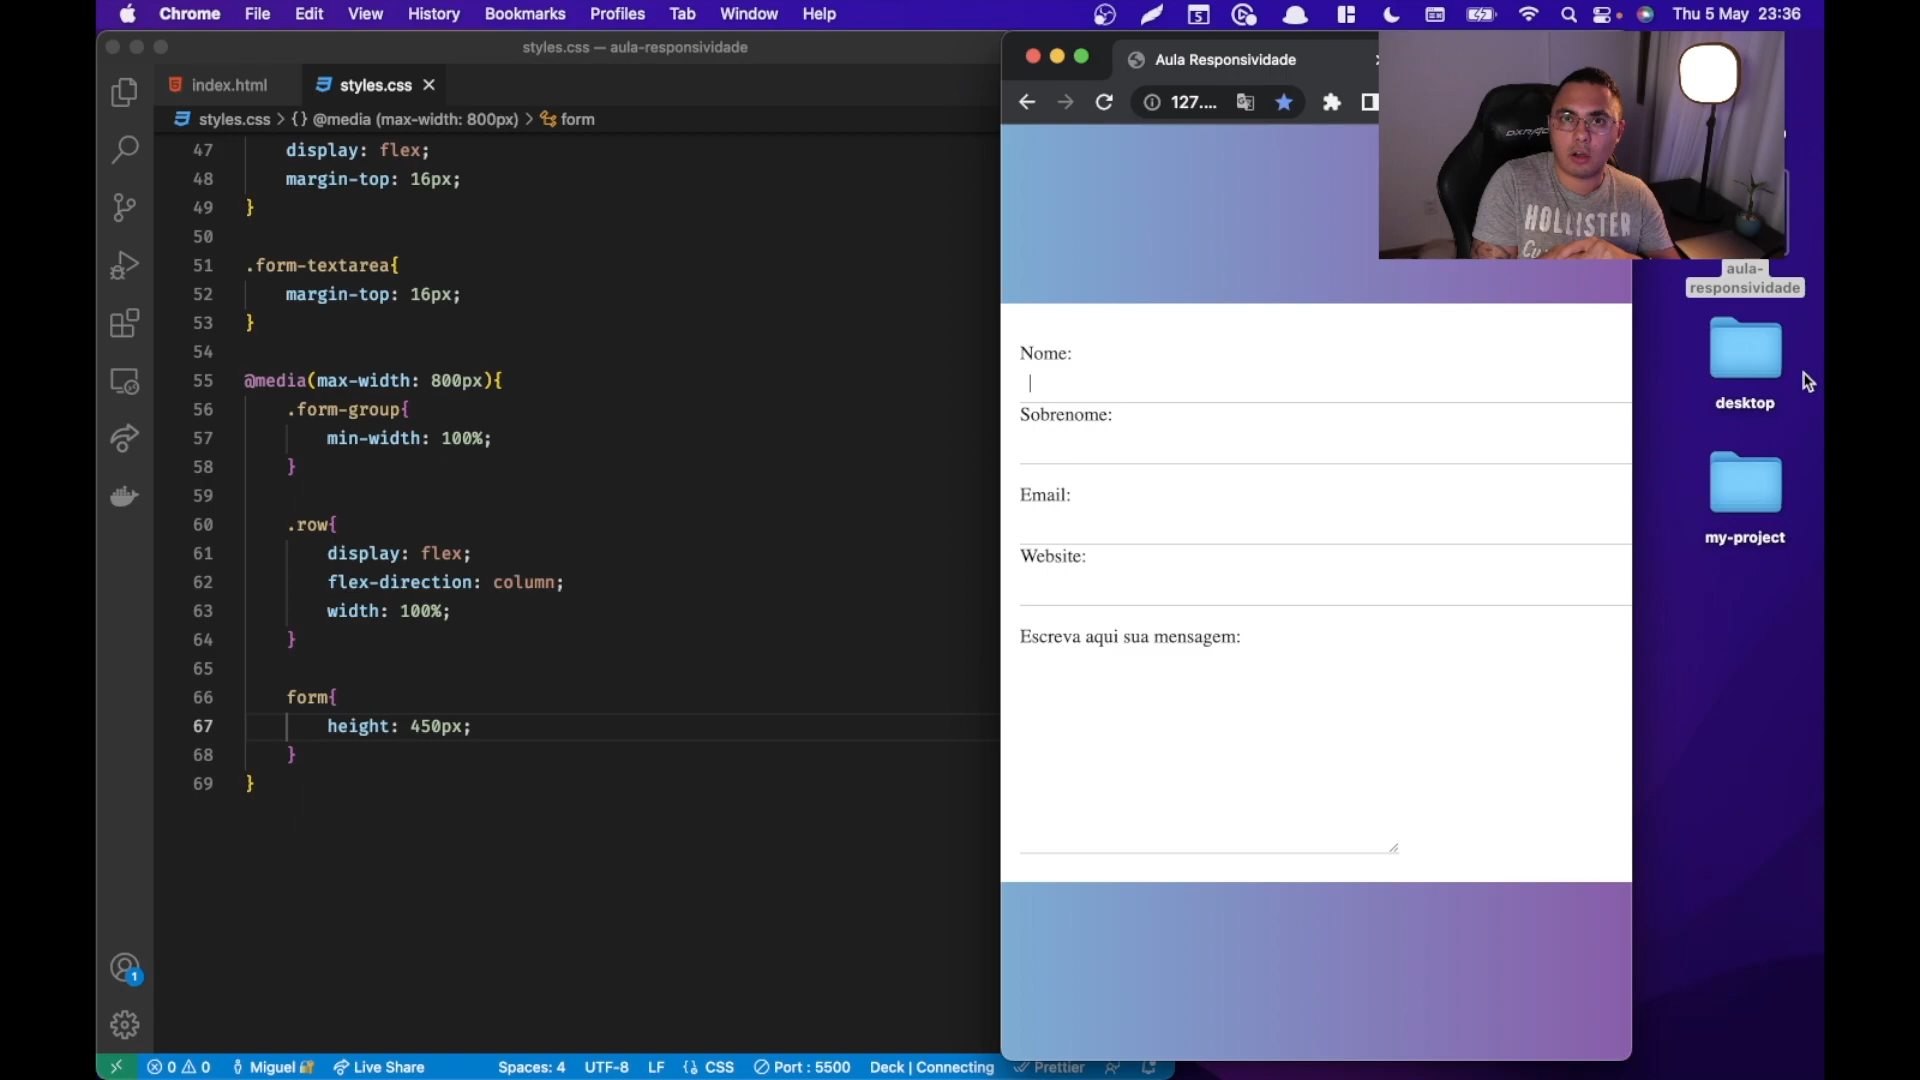 Chrome File Edit View History Bookmarks Profiles Tab Window Help
5
Thu 5 May 23:36
styles.css — aula-responsividade
index.html
styles.css
styles.css > {} @media (max-width: 800px) > form
47 display: flex;
48 margin-top: 16px;
49 }
50
51 .form-textarea{
52 margin-top: 16px;
53 }
54
55 @media(max-width: 800px){
56 .form-group{
57 min-width: 100%;
58 }
59
60 .row{
61 display: flex;
62 flex-direction: column;
63 width: 100%;
64 }
65
66 form{
67 height: 450px;
68 }
69 }
1
0 0 Miguel Live Share Spaces: 4 UTF-8 LF {} CSS Port : 5500 Deck | Connecting Prettier
Aula Responsividade
127....
Nome:
Sobrenome:
Email:
Website:
Escreva aqui sua mensagem:
HOLLISTER
aula-
responsividade
desktop
my-project